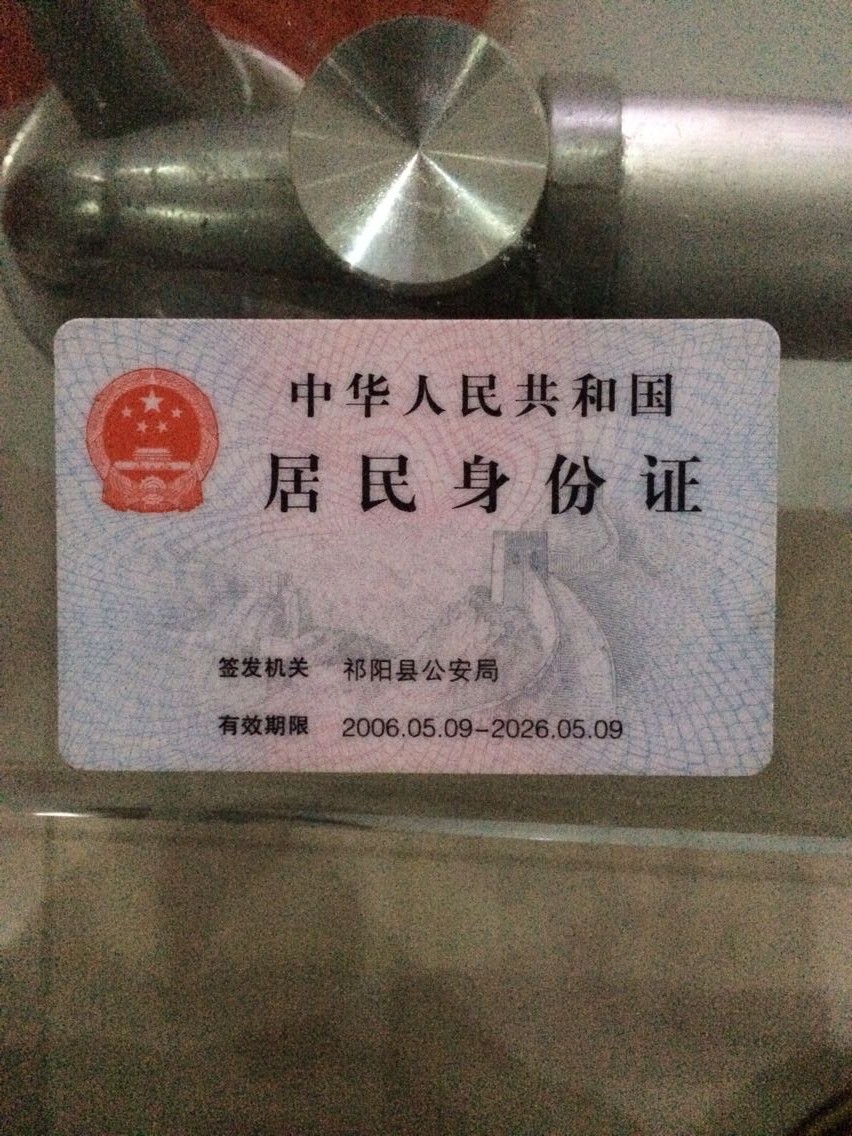 中华人民共和国
居民身份证
签发机关 祁阳县公安局
有效期限 2006.05.09-2026.05.09